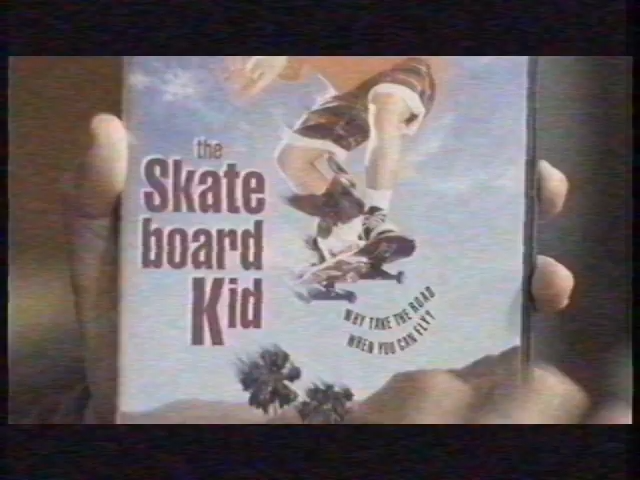 the
Skate
board
Kid
WHY TAKE THE ROAD
WHEN YOU CAN FLY?